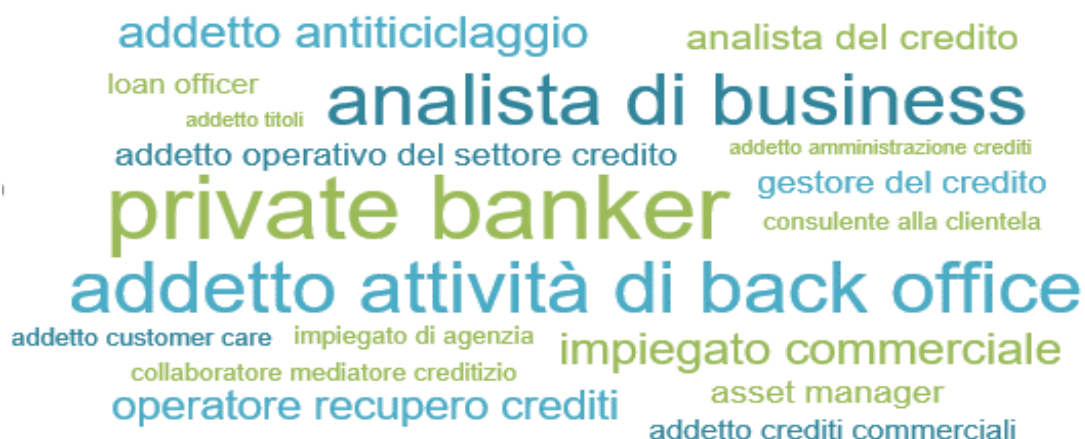 addetto antiticiclaggio
analista del credito
loan officer
analista di business
addetto titoli
addetto operativo del settore credito
addetto amministrazione crediti
private banker
gestore del credito
consulente alla clientela
addetto attività di back office
addetto customer care
impiegato di agenzia
impiegato commerciale
collaboratore mediatore creditizio
asset manager
operatore recupero crediti
addetto crediti commerciali